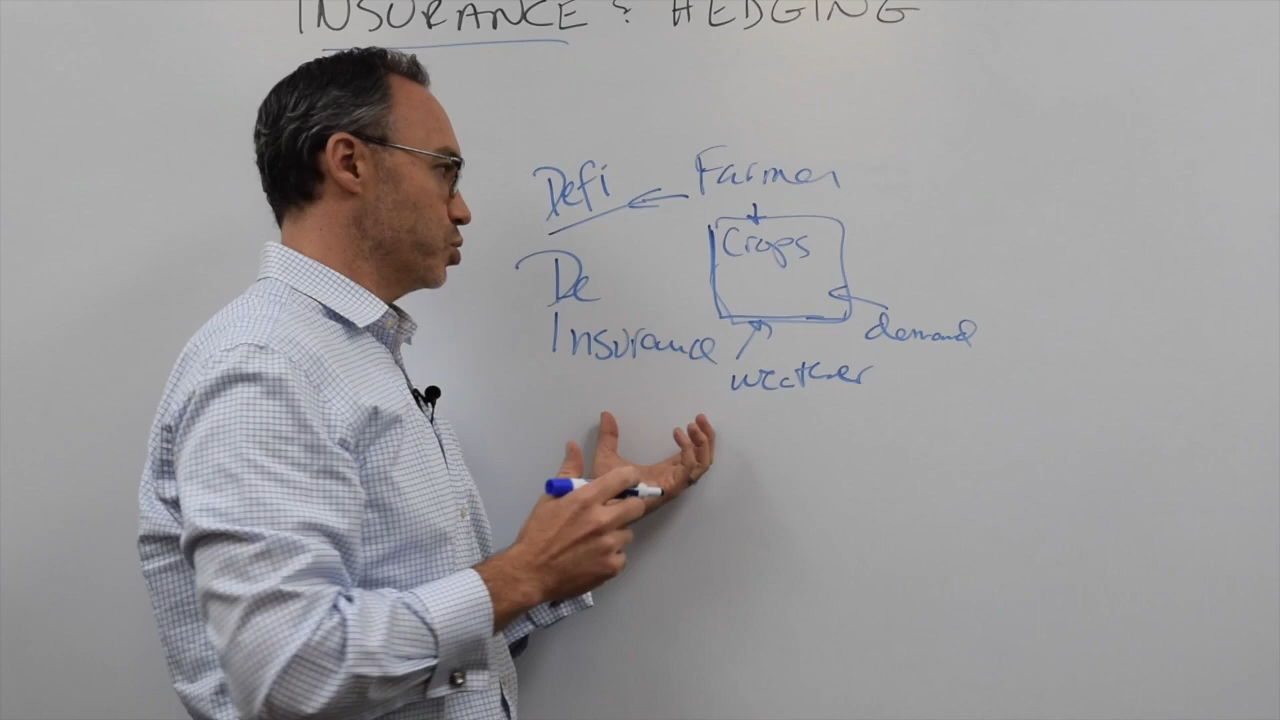 INSURANCE & HEDGING
Defi
Farmer
Crops
De
Insurance
demand
weather